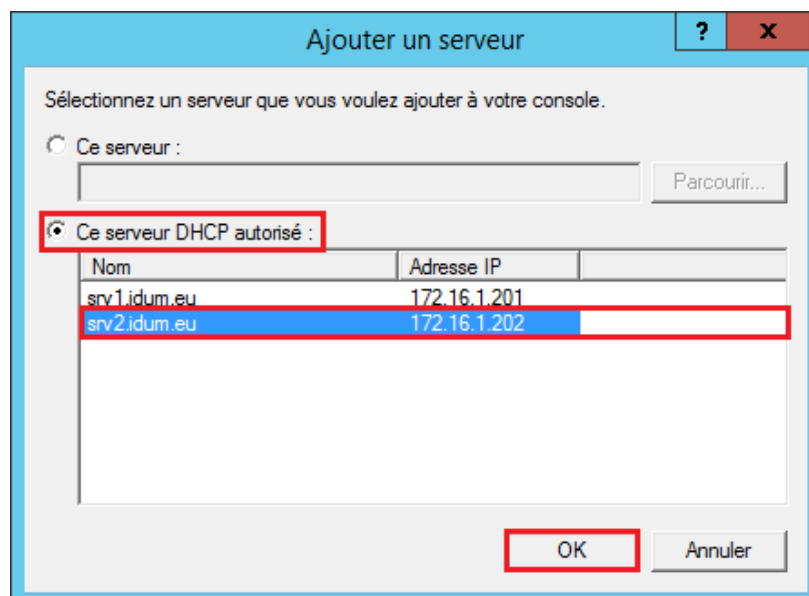 Ajouter un serveur
?
x
Sélectionnez un serveur que vous voulez ajouter à votre console.
Ce serveur :
Parcourir...
Ce serveur DHCP autorisé :
Nom Adresse IP
srv1.idum.eu 172.16.1.201
srv2.idum.eu 172.16.1.202
OK Annuler